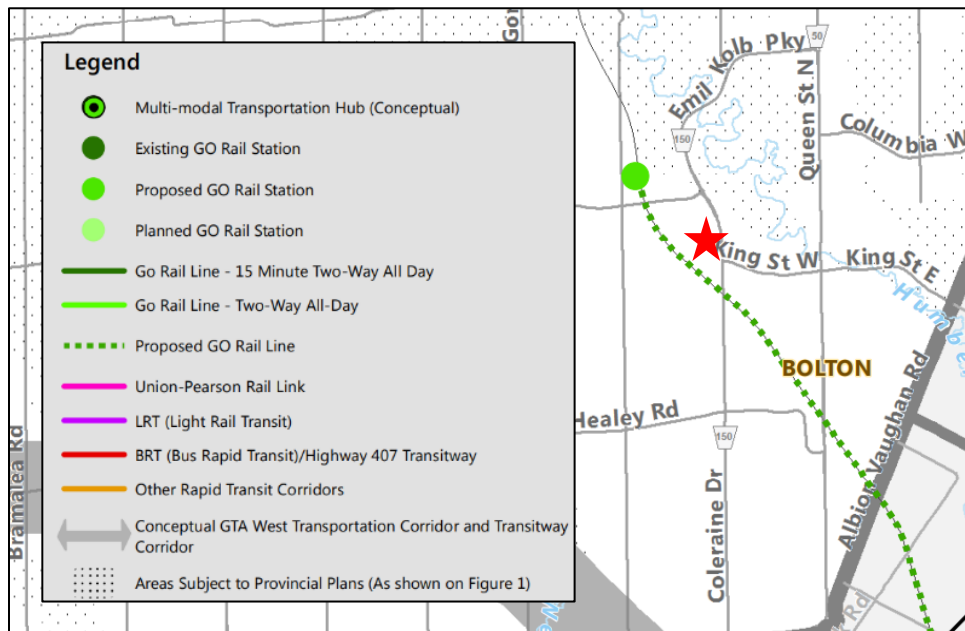 Legend
Multi-modal Transportation Hub (Conceptual)
Existing GO Rail Station
Proposed GO Rail Station
Planned GO Rail Station
Go Rail Line - 15 Minute Two-Way All Day
Go Rail Line - Two-Way All-Day
Proposed GO Rail Line
Union-Pearson Rail Link
LRT (Light Rail Transit)
BRT (Bus Rapid Transit)/Highway 407 Transitway
Other Rapid Transit Corridors
Conceptual GTA West Transportation Corridor and Transitway
Corridor
Areas Subject to Provincial Plans (As shown on Figure 1)
Bramalea Rd
Gor
Emil Kolb Pky
50
150
Queen St N
Columbia W
King St W
King St E
Humbe
BOLTON
Healey Rd
150
Coleraine Dr
Albion Vaughan Rd
Rd